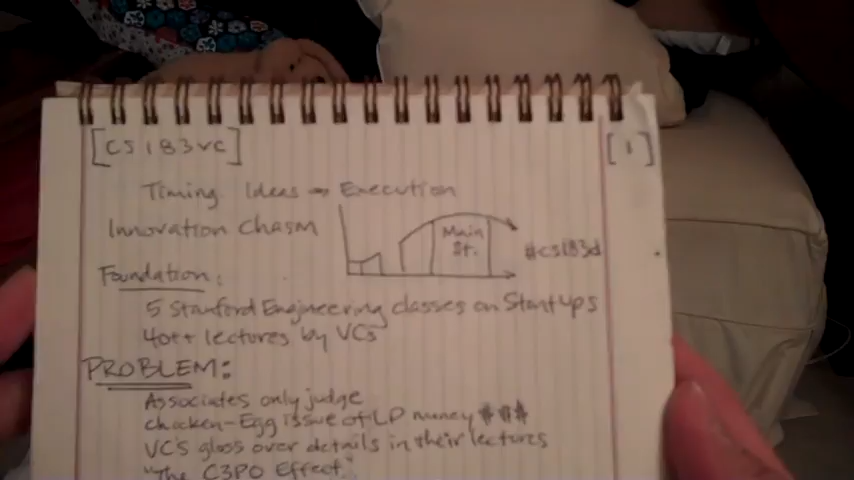 [CS183VC] [1]
Timing Ideas → Execution
Innovation Chasm
Main
St.
#CS183d
Foundation:
5 Stanford Engineering classes on Startups
40++ lectures by VCs
PROBLEM:
Associates only judge
chicken-Egg issue of LP money $$$
VC's gloss over details in their lectures
"The C3PO Effect"